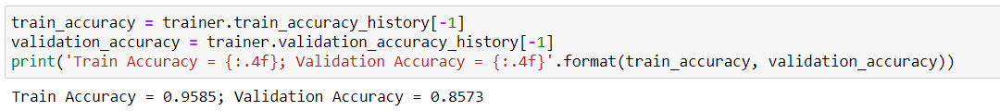 train_accuracy = trainer.train_accuracy_history[-1]
validation_accuracy = trainer.validation_accuracy_history[-1]
print('Train Accuracy = {:.4f}; Validation Accuracy = {:.4f}'.format(train_accuracy, validation_accuracy))
Train Accuracy = 0.9585; Validation Accuracy = 0.8573